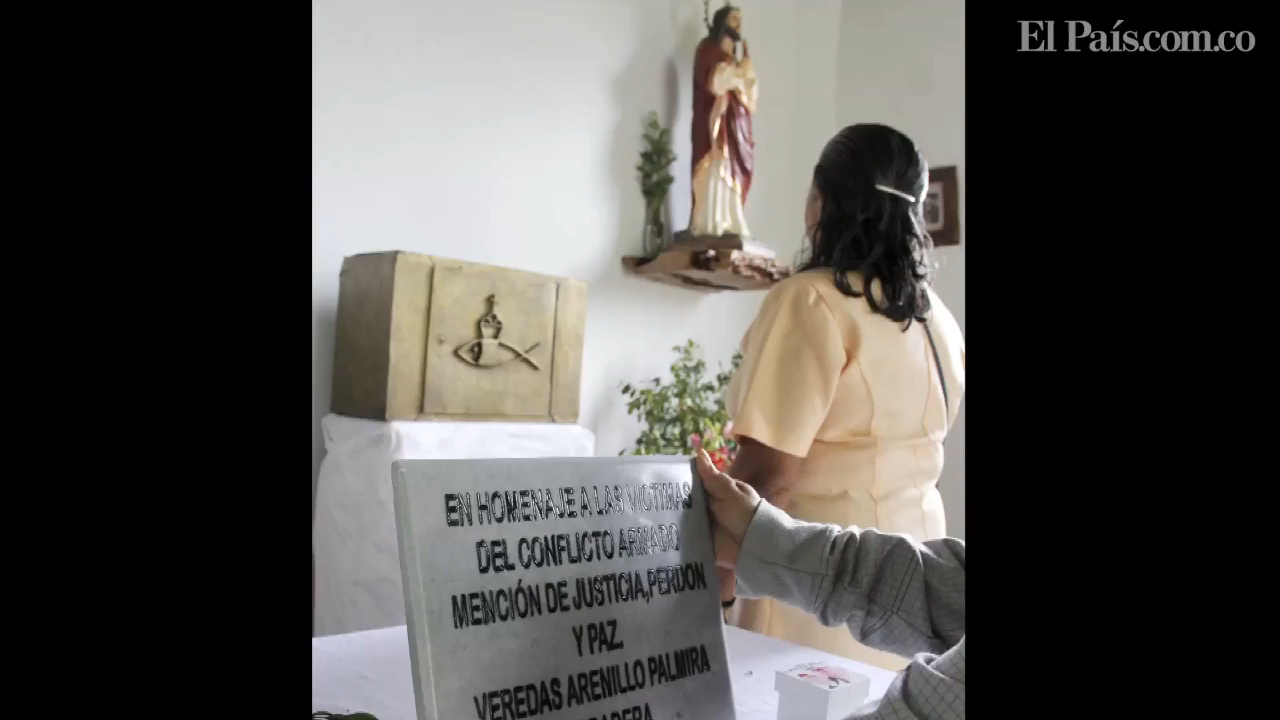 El País.com.co
EN HOMENAJE A LAS VICTIMAS
DEL CONFLICTO ARMADO
MENCIÓN DE JUSTICIA,PERDON
Y PAZ.
VEREDAS ARENILLO PALMIRA